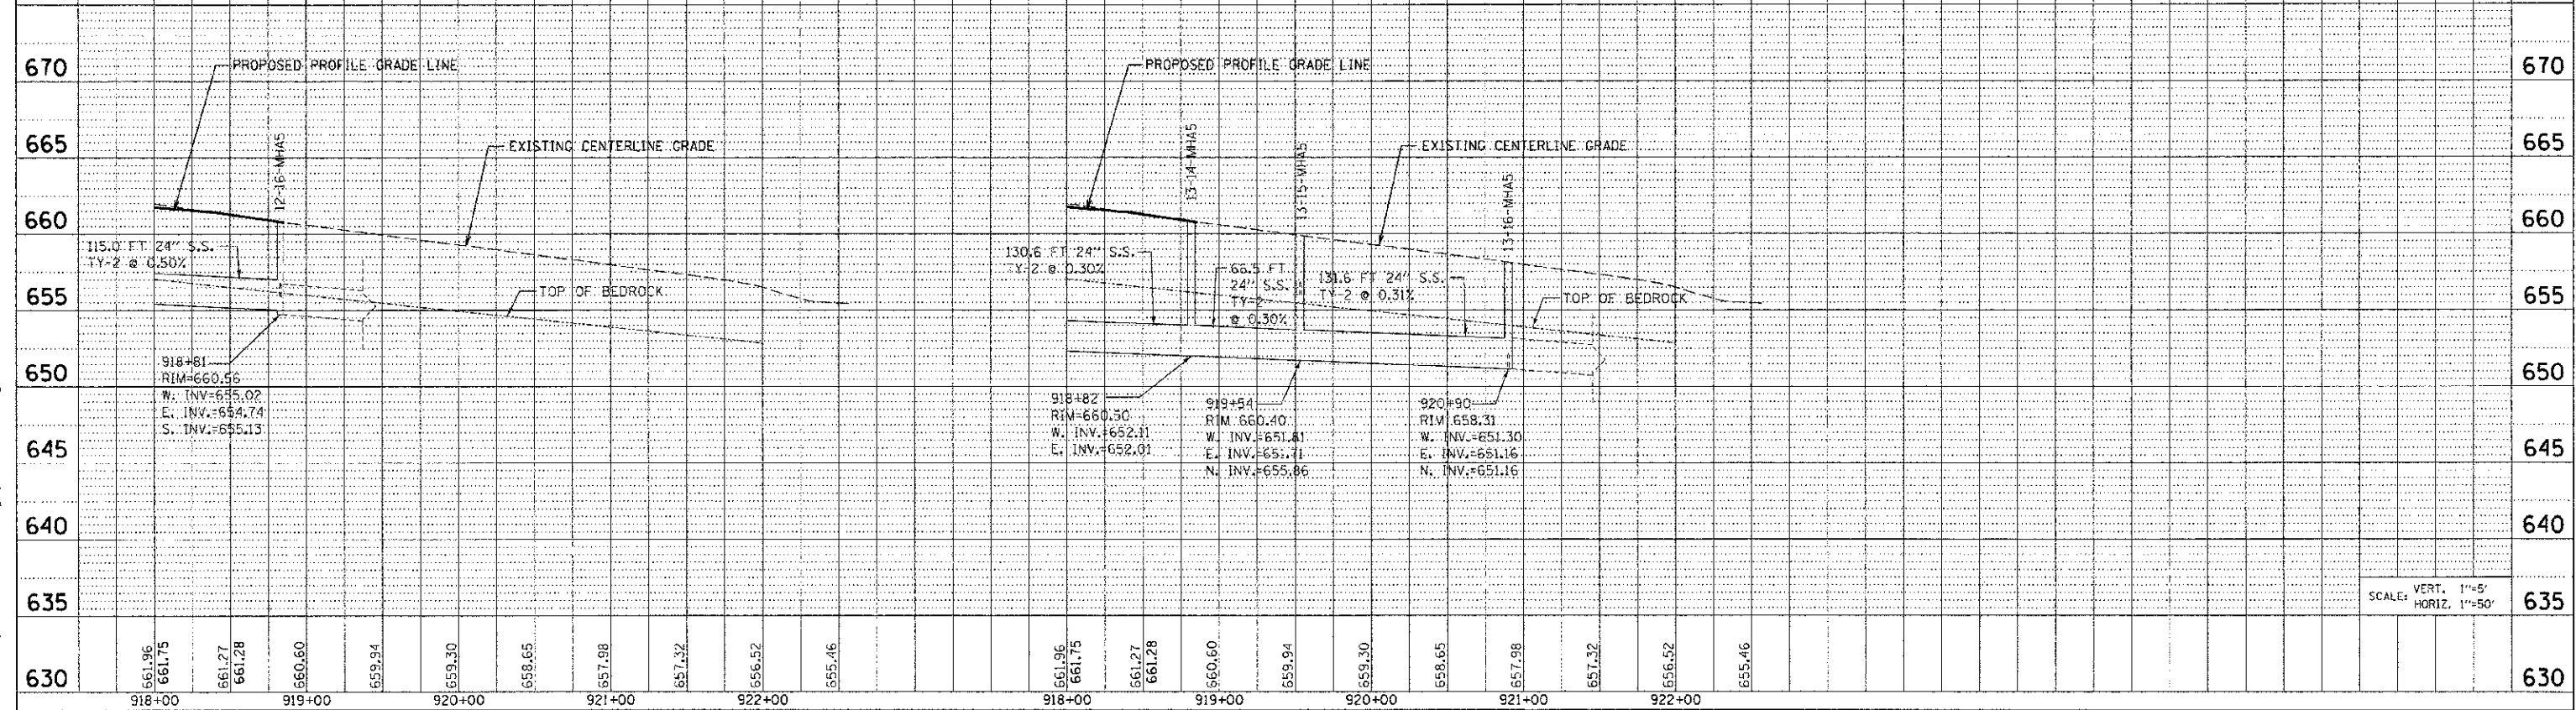 670
665
660
655
650
645
640
635
630
PROPOSED PROFILE GRADE LINE
EXISTING CENTERLINE GRADE
12-16-MHA5
115.0 FT 24" S.S.
TY-2 @ 0.50%
TOP OF BEDROCK
918+81
RIM=660.56
W. INV=655.02
E. INV.=654.74
S. INV.=655.13
661.96
661.75
661.27
661.28
660.60
659.94
659.30
658.65
657.98
657.32
656.52
655.46
918+00
919+00
920+00
921+00
922+00
PROPOSED PROFILE GRADE LINE
EXISTING CENTERLINE GRADE
13-14-MHA5
13-15-MHA5
13-16-MHA5
130.6 FT 24" S.S.
TY-2 @ 0.30%
66.5 FT
24" S.S.
TY-2
@ 0.30%
131.6 FT 24" S.S.
TY-2 @ 0.31%
TOP OF BEDROCK
918+82
RIM=660.50
W. INV.=652.11
E. INV.=652.01
919+54
RIM 660.40
W. INV.=651.81
E. INV.=651.71
N. INV.=655.86
920+90
RIM 658.31
W. INV.=651.30
E. INV.=651.16
N. INV.=651.16
661.96
661.75
661.27
661.28
660.60
659.94
659.30
658.65
657.98
657.32
656.52
655.46
918+00
919+00
920+00
921+00
922+00
670
665
660
655
650
645
640
635
630
SCALE: VERT. 1"=5'
HORIZ. 1"=50'